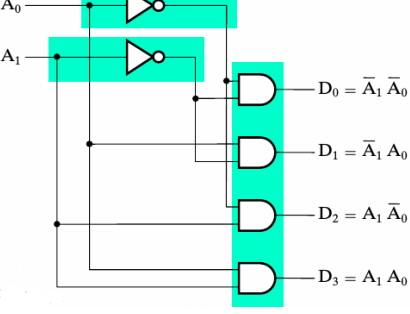 A₀
A₁
D₀ = A̅₁ A̅₀
D₁ = A̅₁ A₀
D₂ = A₁ A̅₀
D₃ = A₁ A₀